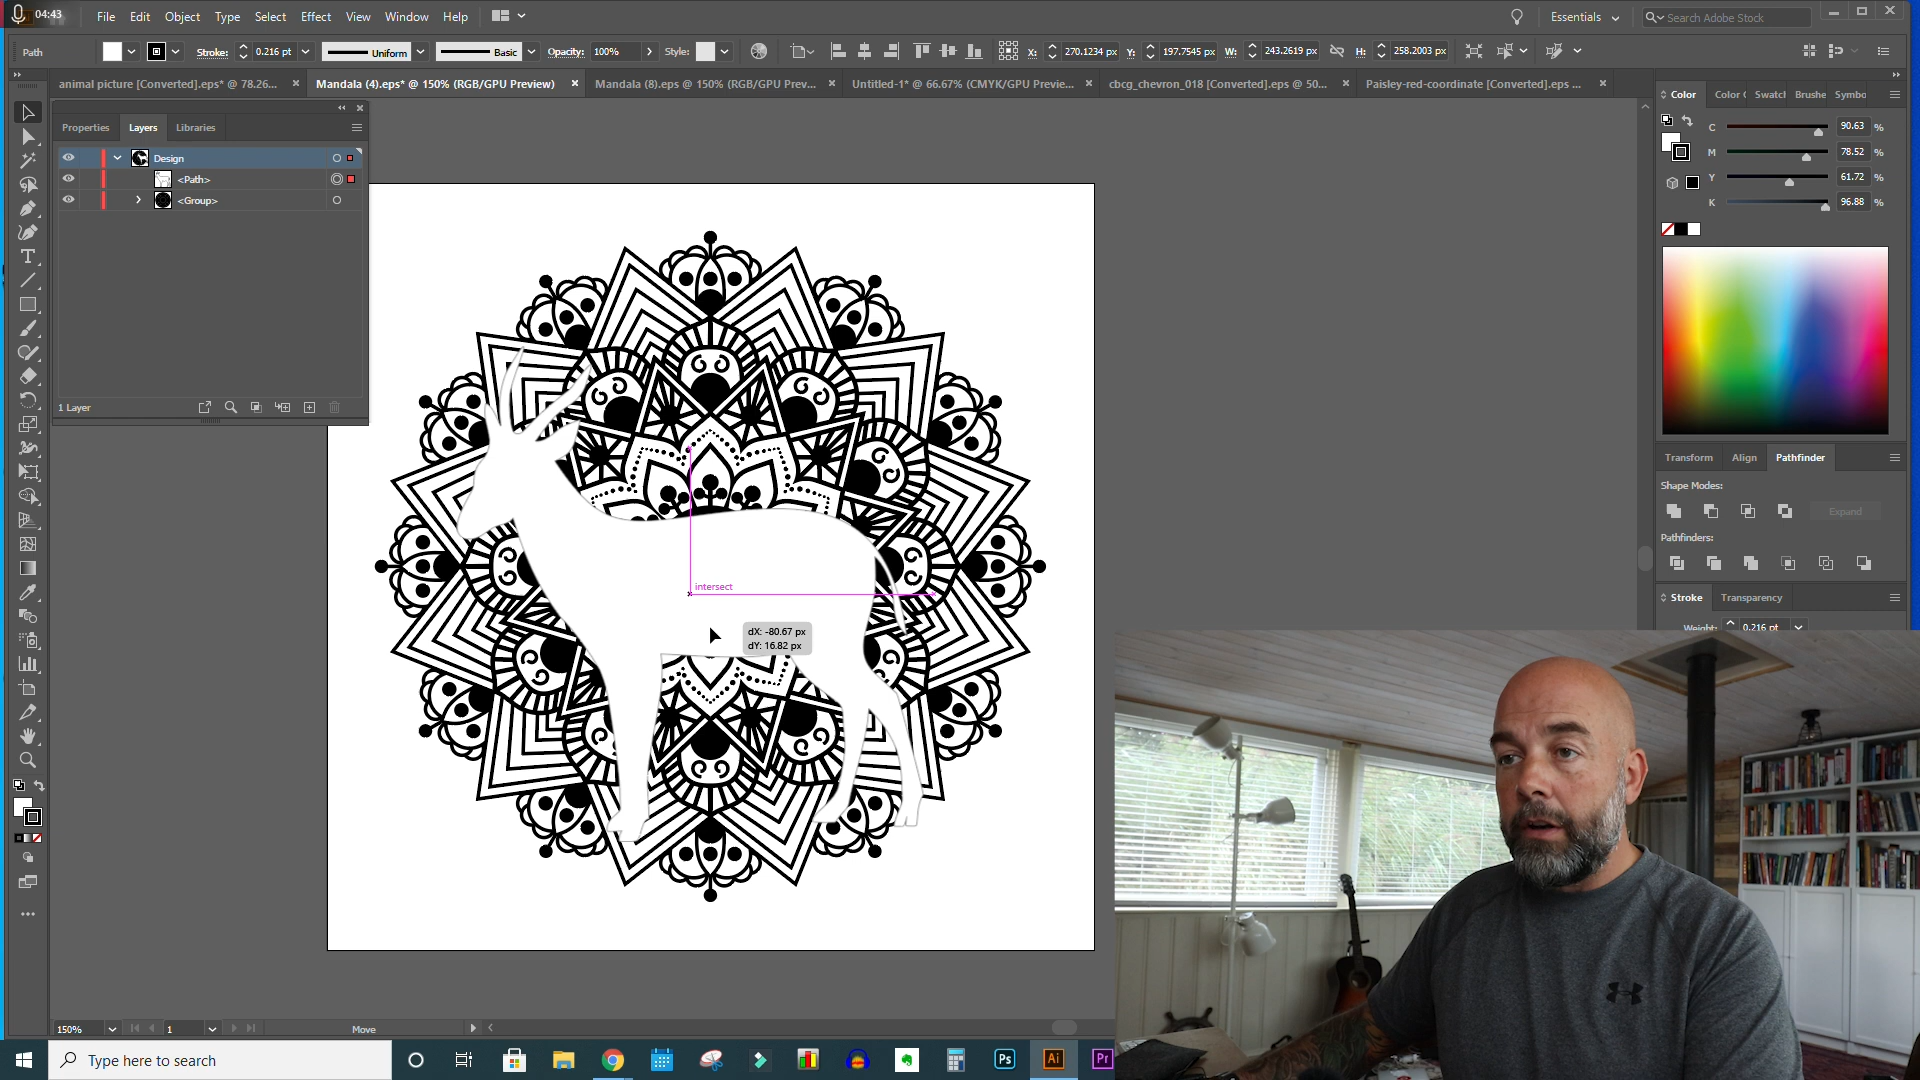 04:43
File Edit Object Type Select Effect View Window Help
Essentials
Search Adobe Stock
Path
Stroke: 0.216 pt
Uniform
Basic
Opacity: 100%
Style:
X: 270.1234 px
Y: 197.7545 px
W: 243.2619 px
H: 258.2003 px
animal picture [Converted].eps* @ 78.26...
Mandala (4).eps* @ 150% (RGB/GPU Preview)
Mandala (8).eps @ 150% (RGB/GPU Prev...
Untitled-1* @ 66.67% (CMYK/GPU Previe...
cbcg_chevron_018 [Converted].eps @ 50...
Paisley-red-coordinate [Converted].eps ...
Properties Layers Libraries
Design
<Path>
<Group>
1 Layer
intersect
dX: -80.67 px
dY: 16.82 px
Color Color Swatcl Brushe Symbo
C 90.63 %
M 78.52 %
Y 61.72 %
K 96.88 %
Transform Align Pathfinder
Shape Modes:
Expand
Pathfinders:
Stroke Transparency
Weight: 0.216 pt
150%
1
Move
Type here to search
Ps
Ai
Pr